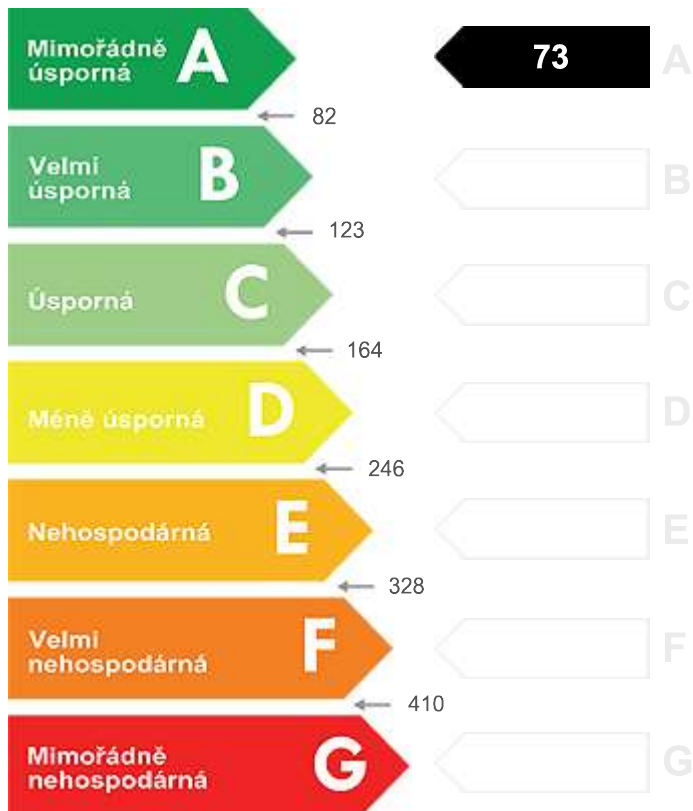 Mimořádně
úsporná
A
73
A
82
Velmi
úsporná
B
B
123
Úsporná
C
C
164
Méně úsporná
D
D
246
Nehospodárná
E
E
328
Velmi
nehospodárná
F
F
410
Mimořádně
nehospodárná
G
G